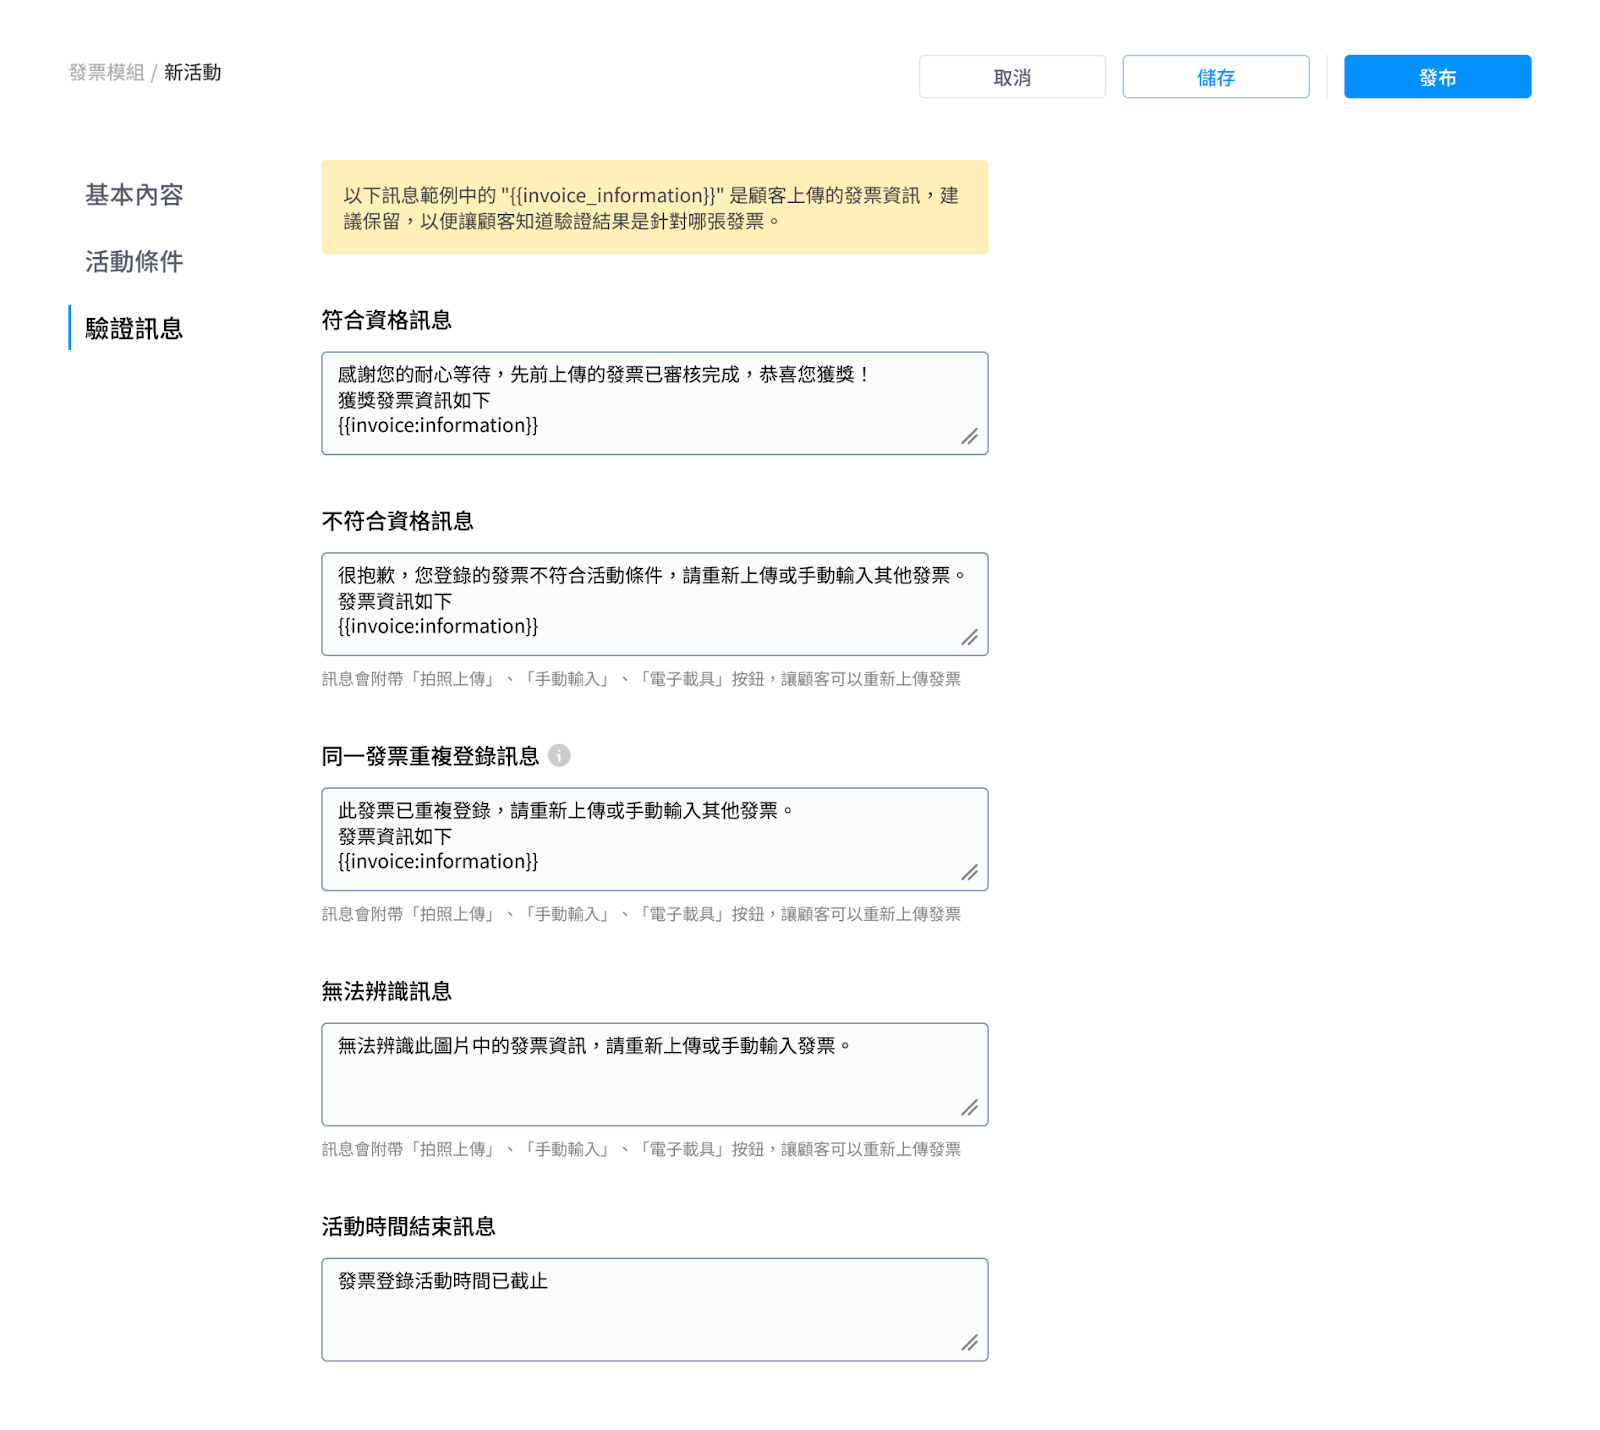 發票模組 / 新活動
取消
儲存
發布
基本內容
活動條件
驗證訊息
以下訊息範例中的 "{{invoice_information}}" 是顧客上傳的發票資訊，建
議保留，以便讓顧客知道驗證結果是針對哪張發票。
符合資格訊息
感謝您的耐心等待，先前上傳的發票已審核完成，恭喜您獲獎！
獲獎發票資訊如下
{{invoice:information}}
不符合資格訊息
很抱歉，您登錄的發票不符合活動條件，請重新上傳或手動輸入其他發票。
發票資訊如下
{{invoice:information}}
訊息會附帶「拍照上傳」、「手動輸入」、「電子載具」按鈕，讓顧客可以重新上傳發票
同一發票重複登錄訊息
此發票已重複登錄，請重新上傳或手動輸入其他發票。
發票資訊如下
{{invoice:information}}
訊息會附帶「拍照上傳」、「手動輸入」、「電子載具」按鈕，讓顧客可以重新上傳發票
無法辨識訊息
無法辨識此圖片中的發票資訊，請重新上傳或手動輸入發票。
訊息會附帶「拍照上傳」、「手動輸入」、「電子載具」按鈕，讓顧客可以重新上傳發票
活動時間結束訊息
發票登錄活動時間已截止